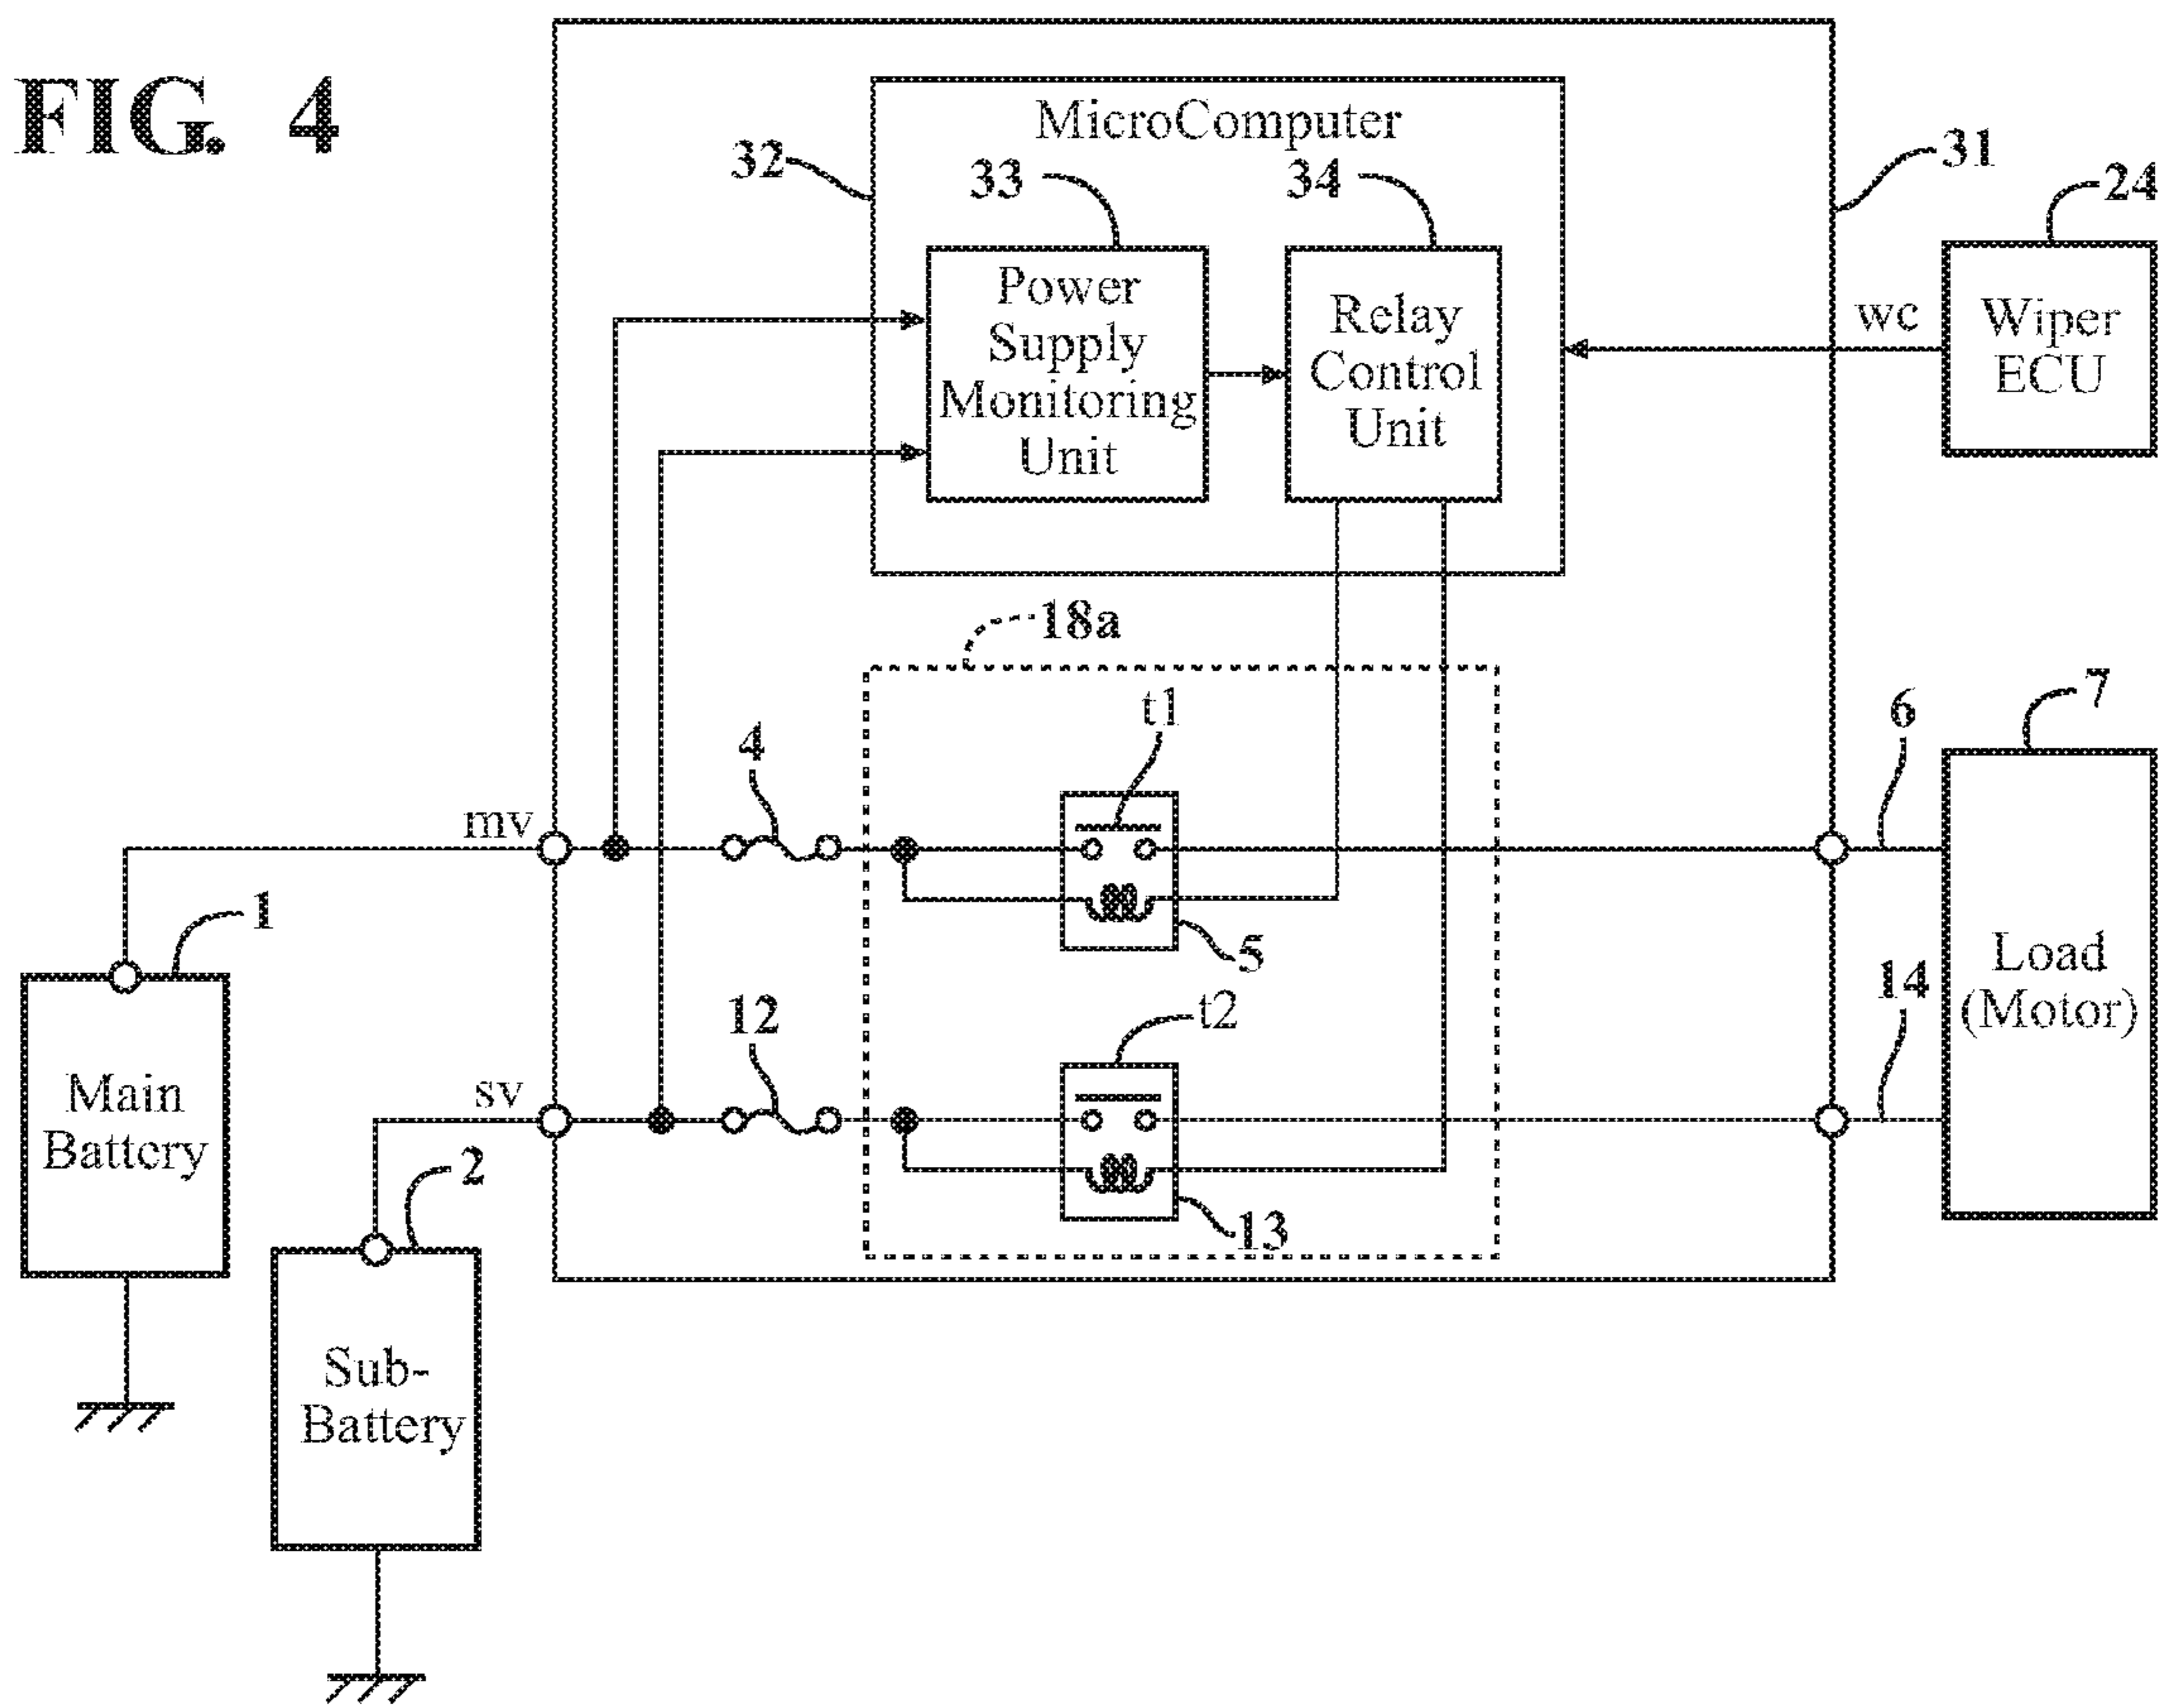 FIG. 4
MicroComputer
32
33
34
31
24
Power
Supply
Monitoring
Unit
Relay
Control
Unit
wc
Wiper
ECU
18a
t1
4
6
7
mv
1
5
Load
(Motor)
14
12
t2
sv
Main
Battery
2
13
Sub-
Battery